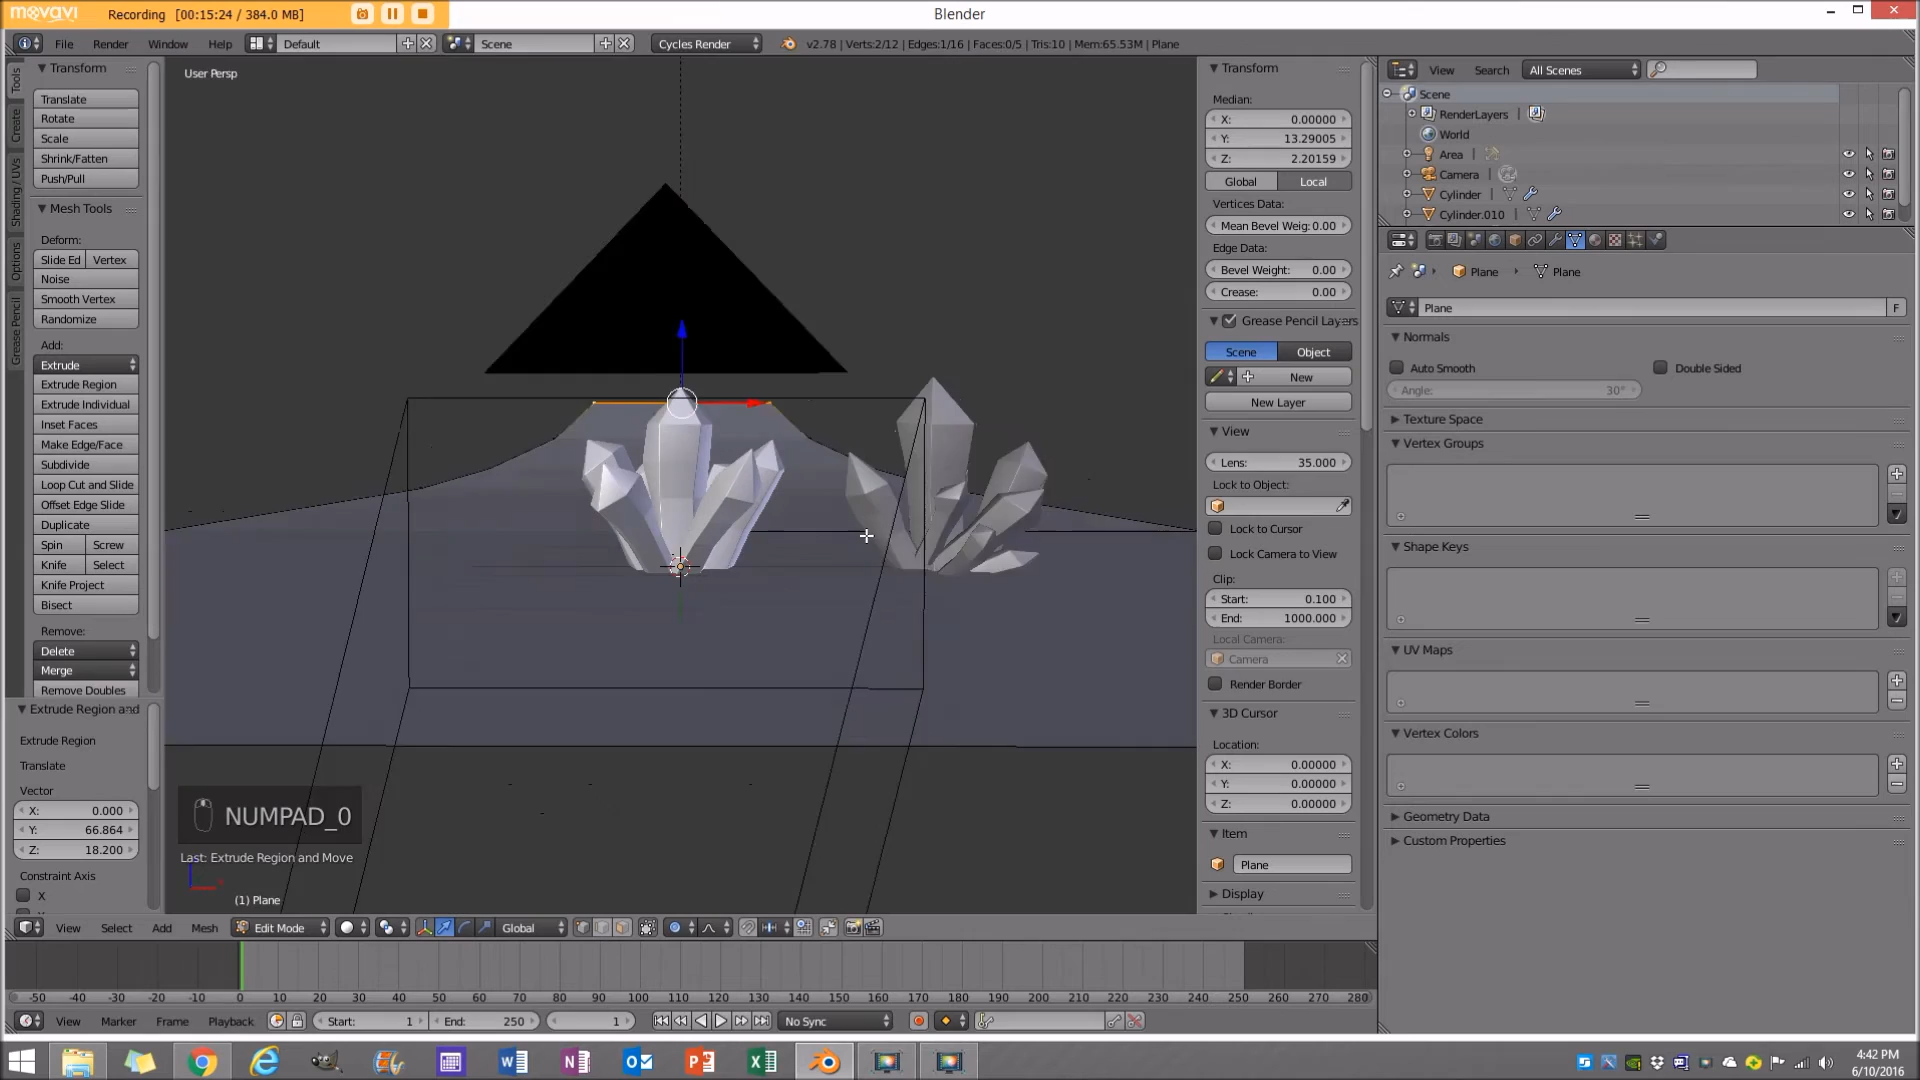 movavi
Recording [00:15:24 / 384.0 MB]
Blender
File Render Window Help Default Scene Cycles Render v2.78 | Verts:2/12 | Edges:1/16 | Faces:0/5 | Tris:10 | Mem:65.53M | Plane
Tools
Create
Shading / UVs
Options
Grease Pencil
Transform
Translate
Rotate
Scale
Shrink/Fatten
Push/Pull
Mesh Tools
Deform:
Slide Ed Vertex
Noise
Smooth Vertex
Randomize
Add:
Extrude
Extrude Region
Extrude Individual
Inset Faces
Make Edge/Face
Subdivide
Loop Cut and Slide
Offset Edge Slide
Duplicate
Spin Screw
Knife Select
Knife Project
Bisect
Remove:
Delete
Merge
Remove Doubles
Extrude Region and
Extrude Region
Translate
Vector
X: 0.000
Y: 66.864
Z: 18.200
Constraint Axis
X
User Persp
NUMPAD_0
Last: Extrude Region and Move
(1) Plane
Transform
Median:
X: 0.00000
Y: 13.29005
Z: 2.20159
Global Local
Vertices Data:
Mean Bevel Weig: 0.00
Edge Data:
Bevel Weight: 0.00
Crease: 0.00
Grease Pencil Layers
Scene Object
New
New Layer
View
Lens: 35.000
Lock to Object:
Lock to Cursor
Lock Camera to View
Clip:
Start: 0.100
End: 1000.000
Local Camera:
Camera
Render Border
3D Cursor
Location:
X: 0.00000
Y: 0.00000
Z: 0.00000
Item
Plane
Display
View Search All Scenes
Scene
RenderLayers
World
Area
Camera
Cylinder
Cylinder.010
Plane Plane
Plane F
Normals
Auto Smooth Double Sided
Angle: 30°
Texture Space
Vertex Groups
Shape Keys
UV Maps
Vertex Colors
Geometry Data
Custom Properties
View Select Add Mesh Edit Mode Global
-50 -40 -30 -20 -10 0 10 20 30 40 50 60 70 80 90 100 110 120 130 140 150 160 170 180 190 200 210 220 230 240 250 260 270 280
View Marker Frame Playback Start: 1 End: 250 1 No Sync
4:42 PM
6/10/2016